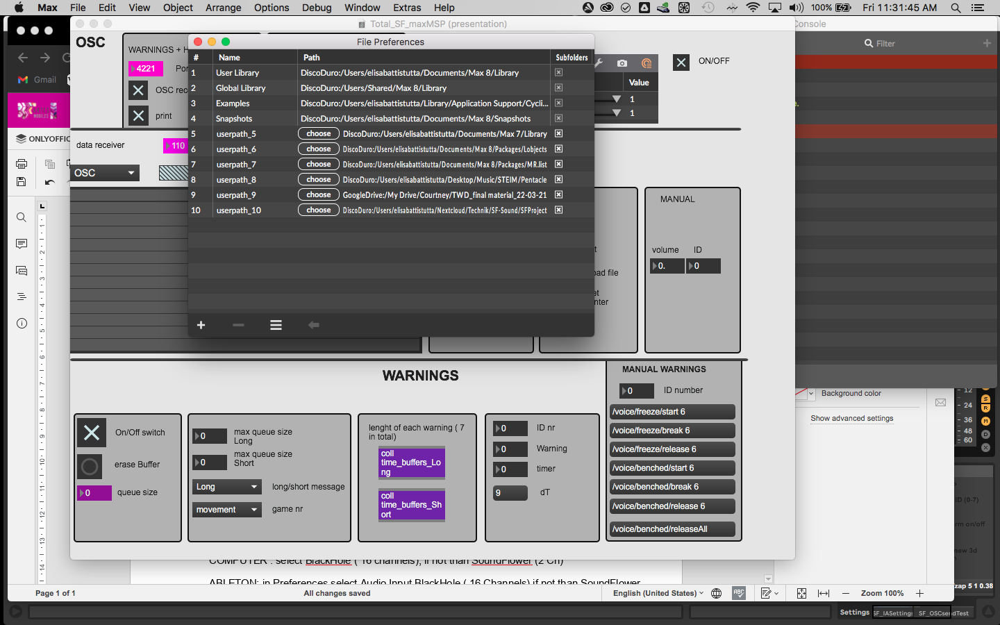 Max File Edit View Object Arrange Options Debug Window Extras Help
100% Fri 11:31:45 AM
Total_SF_maxMSP (presentation)
Console
Filter
Gmail
ONLYOFFIC
OSC
WARNINGS + H
4221 Por
OSC rec
print
data receiver 110
OSC
File Preferences
# Name Path Subfolders
1 User Library DiscoDuro:/Users/elisabattistutta/Documents/Max 8/Library
2 Global Library DiscoDuro:/Users/Shared/Max 8/Library
3 Examples DiscoDuro:/Users/elisabattistutta/Library/Application Support/Cycli...
4 Snapshots DiscoDuro:/Users/elisabattistutta/Documents/Max 8/Snapshots
5 userpath_5 choose DiscoDuro:/Users/elisabattistutta/Documents/Max 7/Library
6 userpath_6 choose DiscoDuro:/Users/elisabattistutta/Documents/Max 8/Packages/Lobjects
7 userpath_7 choose DiscoDuro:/Users/elisabattistutta/Documents/Max 8/Packages/MR.list
8 userpath_8 choose DiscoDuro:/Users/elisabattistutta/Desktop/Music/STEIM/Pentacle
9 userpath_9 choose GoogleDrive:/My Drive/Courtney/TWD_final material_22-03-21
10 userpath_10 choose DiscoDuro:/Users/elisabattistutta/Nextcloud/Technik/SF-Sound/SFProject
ON/OFF
Value
1
1
MANUAL
volume ID
0. 0
t
oad file
et
nter
WARNINGS
On/Off switch
erase Buffer
0 queue size
0 max queue size
Long
0 max queue size
Short
Long long/short message
movement game nr
lenght of each warning ( 7
in total)
coll
time_buffers_Lo
ng
coll
time_buffers_Sh
ort
0 ID nr
0 Warning
0 timer
9 dT
MANUAL WARNINGS
0 ID number
/voice/freeze/start 6
/voice/freeze/break 6
/voice/freeze/release 6
/voice/benched/start 6
/voice/benched/break 6
/voice/benched/release 6
/voice/benched/releaseAll
Background color
Show advanced settings
12
24
36
48
60
S
R
M
D
X
ID (0-7)
rm on/off
new 3d
zap 5 1 0.38
COMPUTER : select BlackHole ( 16 channels), if not than SoundFlower (2 Ch)
ABLETON: in Preferences select Audio Input BlackHole ( 16 Channels) if not than SoundFlower
Page 1 of 1 All changes saved English (United States) ABC Zoom 100%
Settings SF_IASettings SF_OSCsendTest